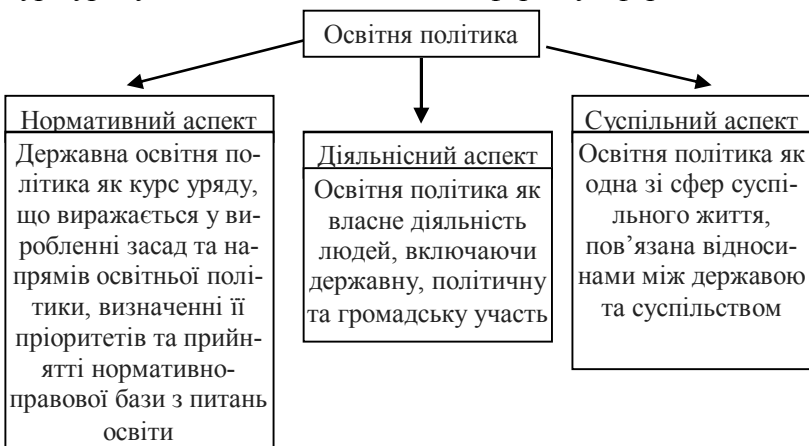 Освітня політика
Нормативний аспект
Державна освітня по-
літика як курс уряду,
що виражається у ви-
робленні засад та на-
прямів освітньої полі-
тики, визначенні її
пріоритетів та прийн-
ятті нормативно-
правової бази з питань
освіти
Діяльнісний аспект
Освітня політика як
власне діяльність
людей, включаючи
державну, політичну
та громадську участь
Суспільний аспект
Освітня політика як
одна зі сфер суспі-
льного життя,
пов’язана відноси-
нами між державою
та суспільством